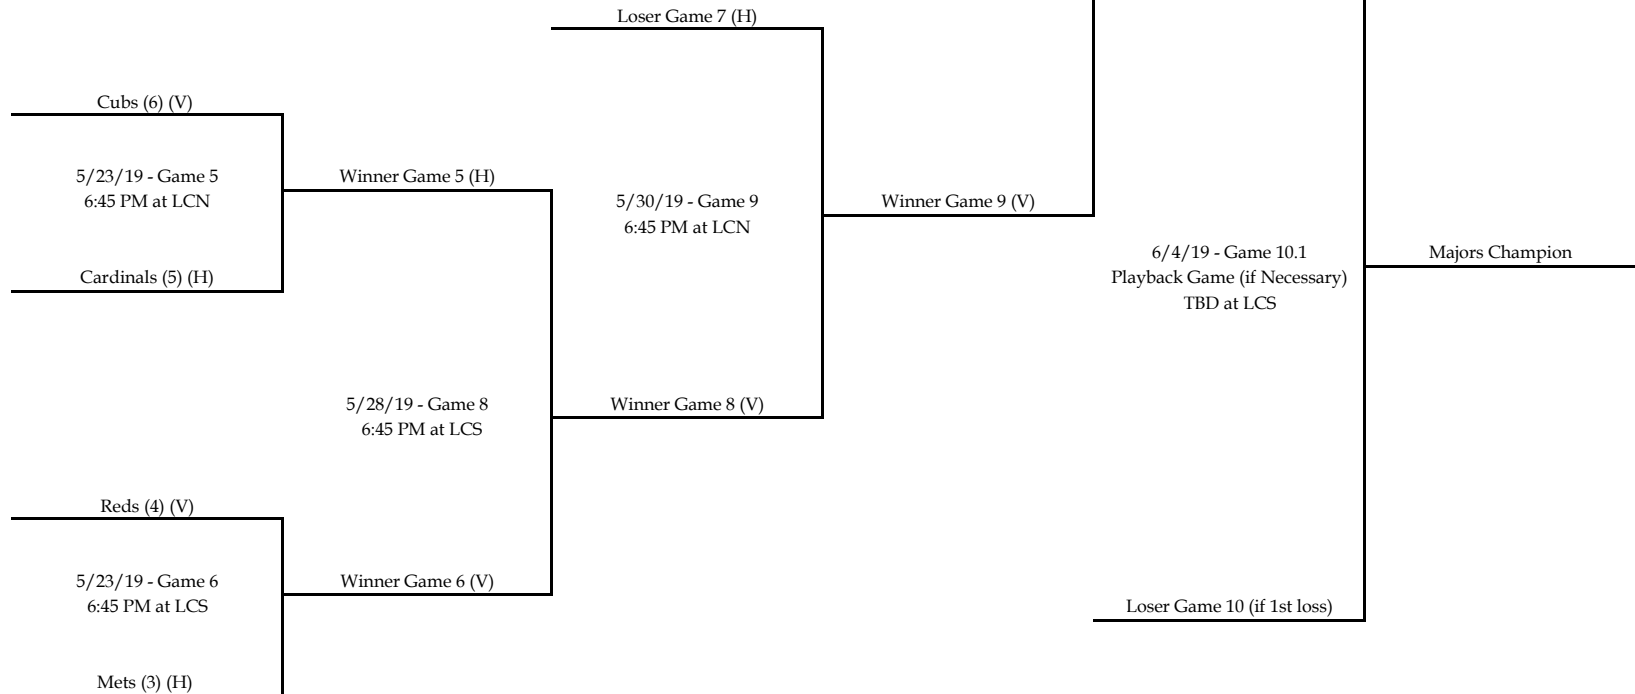 Loser Game 7 (H)
Cubs (6) (V)
5/23/19 - Game 5
6:45 PM at LCN
Winner Game 5 (H)
5/30/19 - Game 9
6:45 PM at LCN
Winner Game 9 (V)
6/4/19 - Game 10.1
Playback Game (if Necessary)
TBD at LCS
Majors Champion
Cardinals (5) (H)
5/28/19 - Game 8
6:45 PM at LCS
Winner Game 8 (V)
Reds (4) (V)
5/23/19 - Game 6
6:45 PM at LCS
Winner Game 6 (V)
Loser Game 10 (if 1st loss)
Mets (3) (H)